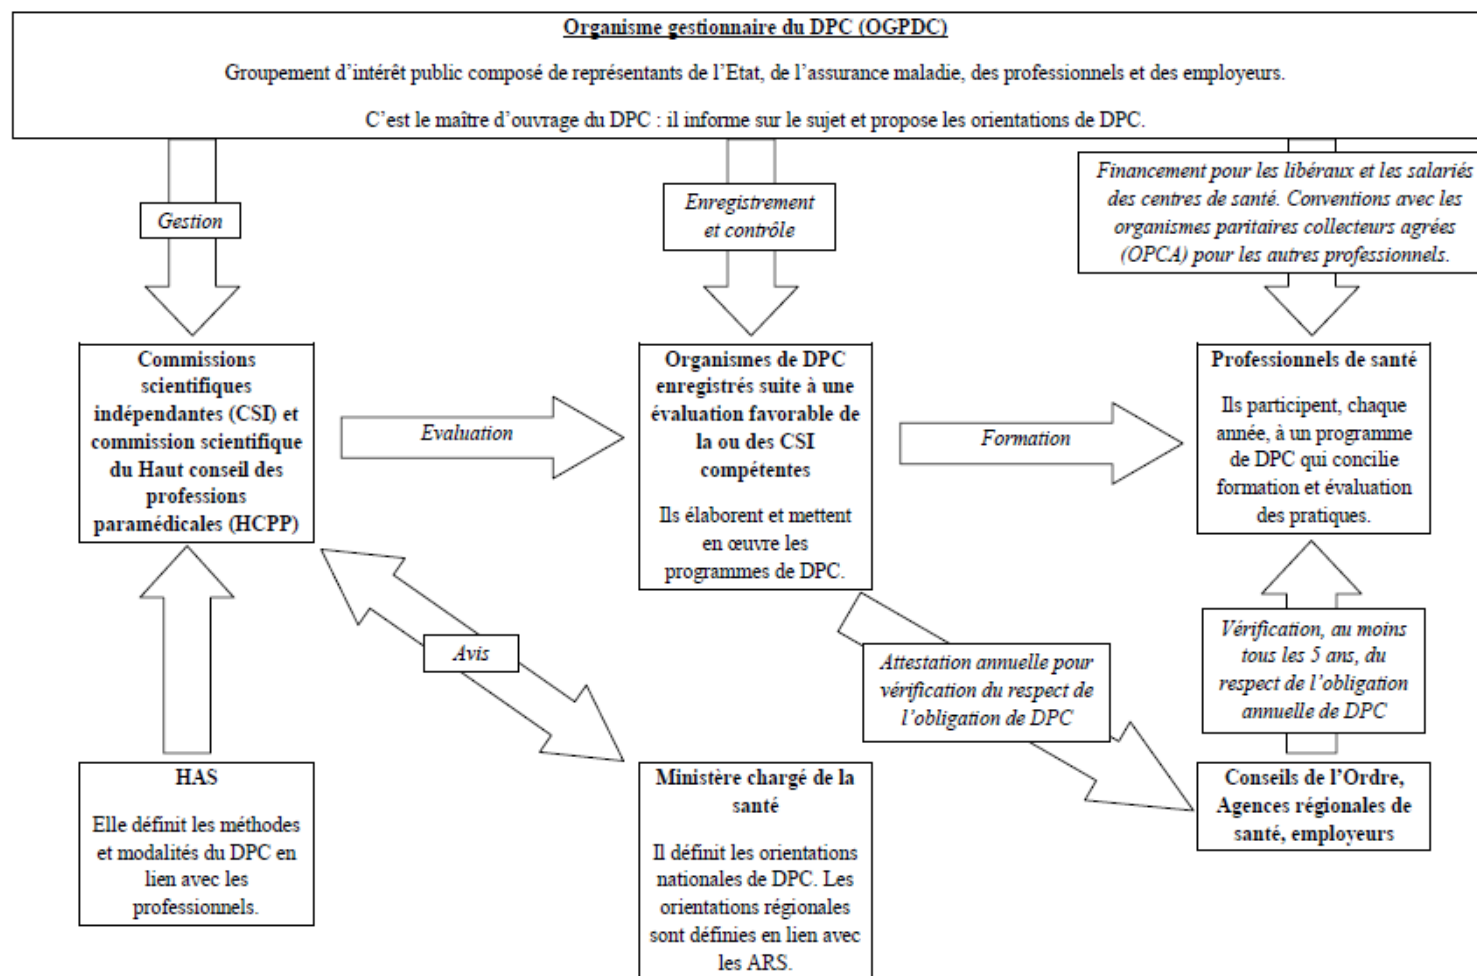 Organisme gestionnaire du DPC (OGPDC)
Groupement d’intérêt public composé de représentants de l’Etat, de l’assurance maladie, des professionnels et des employeurs.
C’est le maître d’ouvrage du DPC : il informe sur le sujet et propose les orientations de DPC.
Gestion
Enregistrement
et contrôle
Financement pour les libéraux et les salariés
des centres de santé. Conventions avec les
organismes paritaires collecteurs agrées
(OPCA) pour les autres professionnels.
Commissions
scientifiques
indépendantes (CSI) et
commission scientifique
du Haut conseil des
professions
paramédicales (HCPP)
Evaluation
Organismes de DPC
enregistrés suite à une
évaluation favorable de
la ou des CSI
compétentes
Ils élaborent et mettent
en œuvre les
programmes de DPC.
Formation
Professionnels de santé
Ils participent, chaque
année, à un programme
de DPC qui concilie
formation et évaluation
des pratiques.
Avis
Attestation annuelle pour
vérification du respect de
l’obligation de DPC
Vérification, au moins
tous les 5 ans, du
respect de l’obligation
annuelle de DPC
HAS
Elle définit les méthodes
et modalités du DPC en
lien avec les
professionnels.
Ministère chargé de la
santé
Il définit les orientations
nationales de DPC. Les
orientations régionales
sont définies en lien avec
les ARS.
Conseils de l’Ordre,
Agences régionales de
santé, employeurs